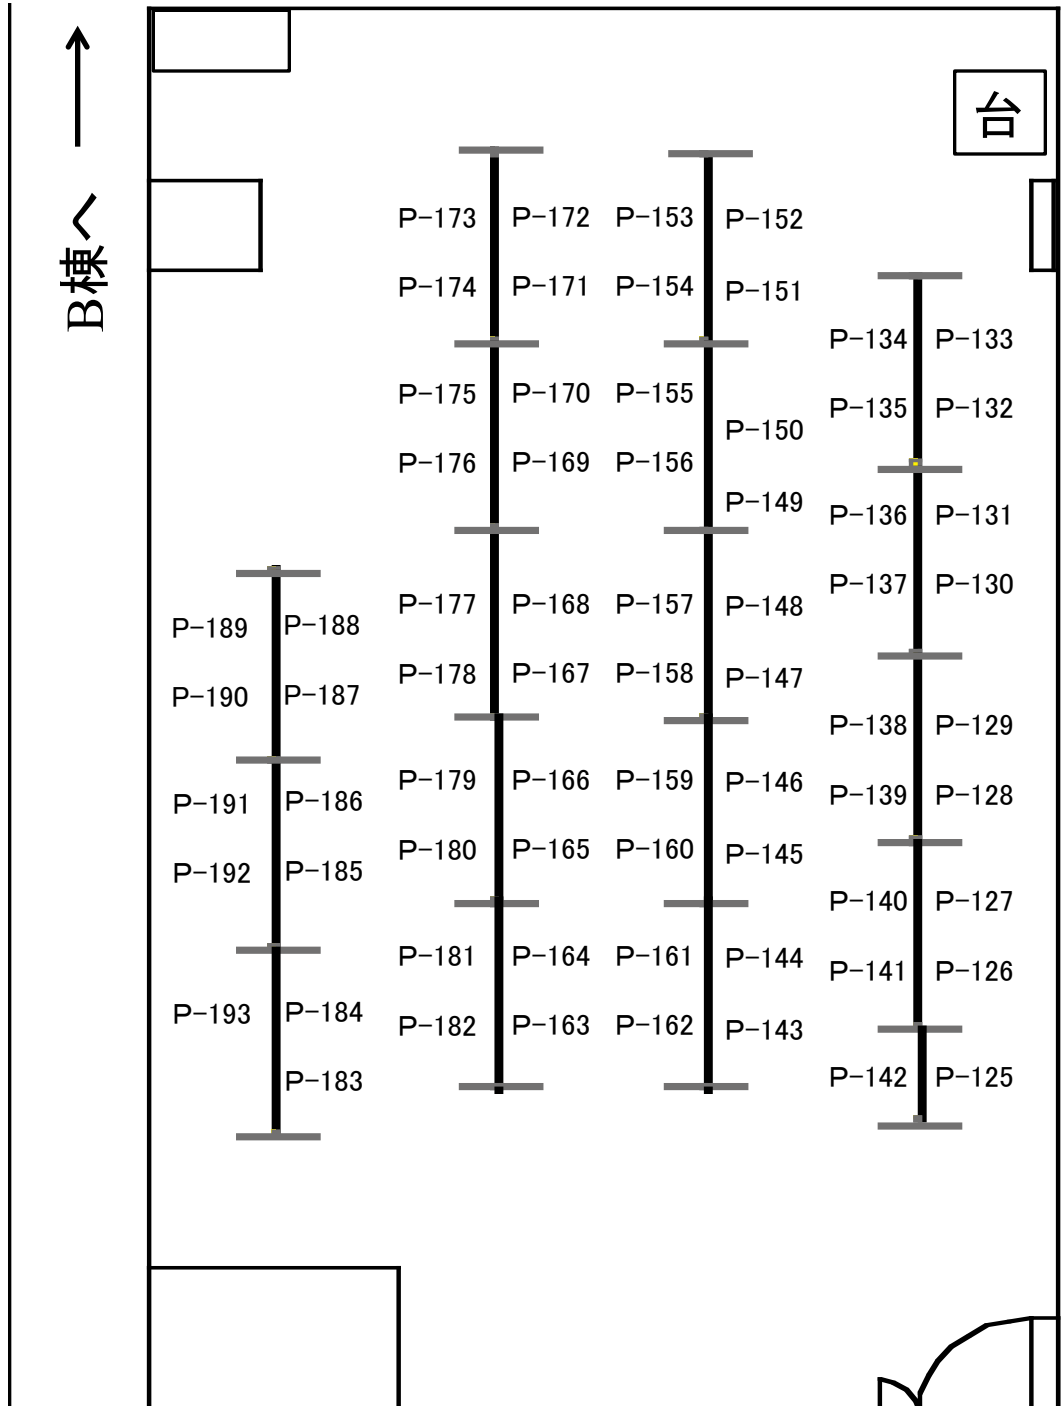 台
B棟へ
P-173 P-172 P-153 P-152
P-174 P-171 P-154 P-151
P-134 P-133
P-175 P-170 P-155
P-135 P-132
P-150
P-176 P-169 P-156
P-149
P-136 P-131
P-137 P-130
P-177 P-168 P-157 P-148
P-189 P-188
P-178 P-167 P-158 P-147
P-190 P-187
P-138 P-129
P-179 P-166 P-159 P-146
P-139 P-128
P-191 P-186
P-180 P-165 P-160 P-145
P-192 P-185
P-140 P-127
P-181 P-164 P-161 P-144
P-141 P-126
P-193 P-184
P-182 P-163 P-162 P-143
P-142 P-125
P-183